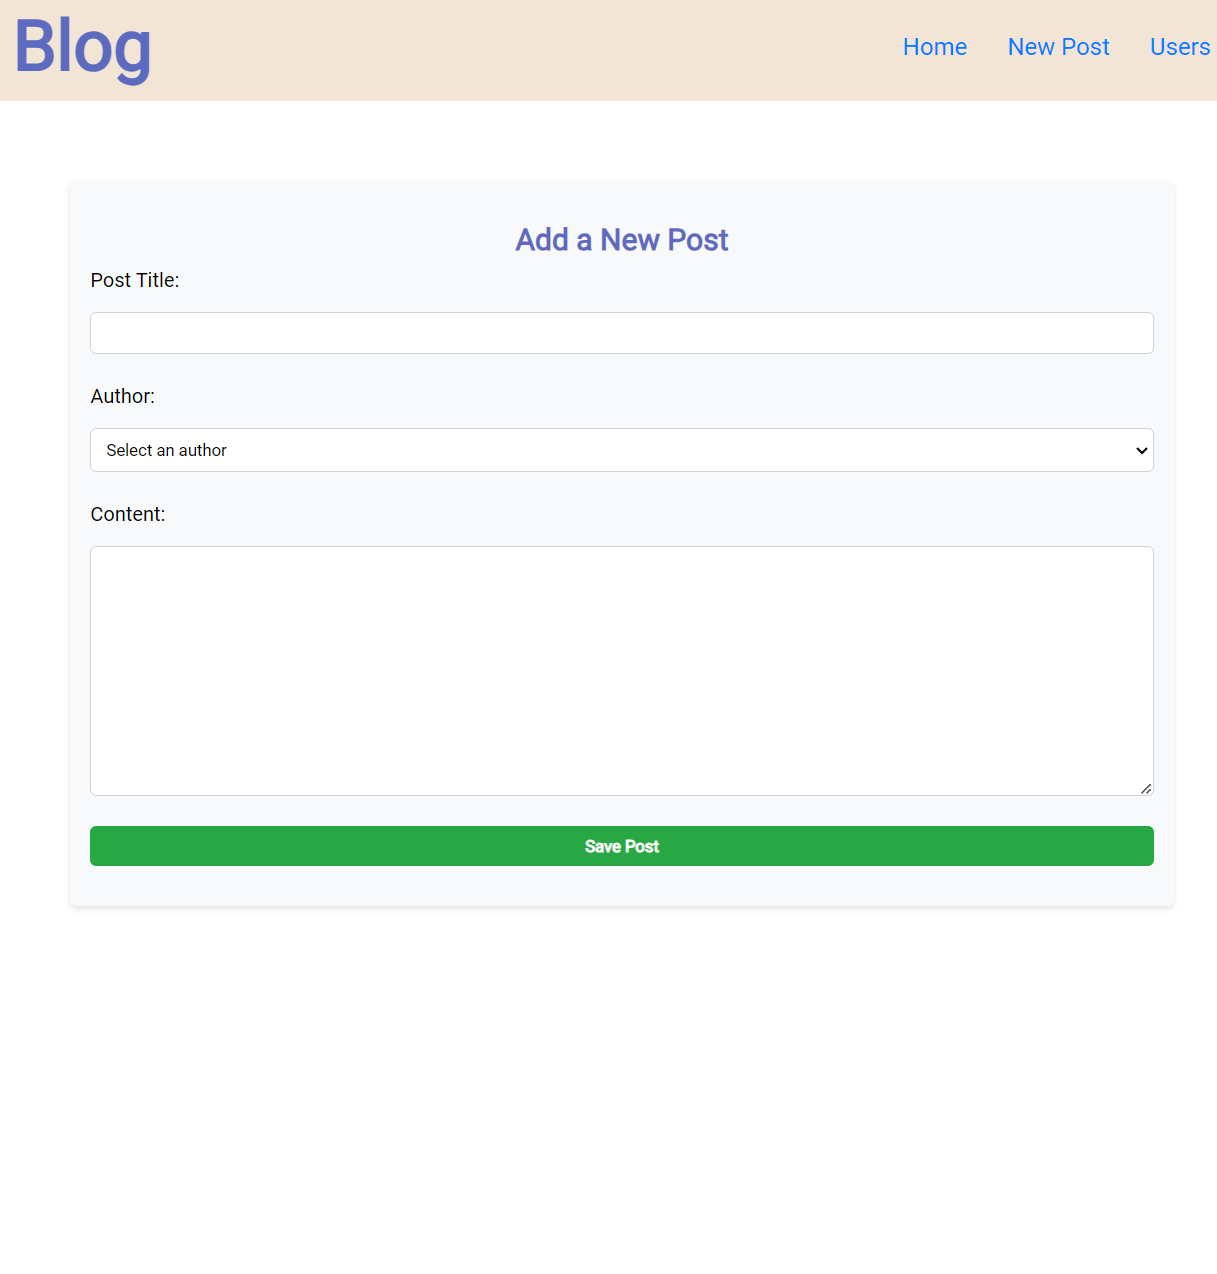 Blog
Home New Post Users
Add a New Post
Post Title:
Author:
Select an author
Content:
Save Post